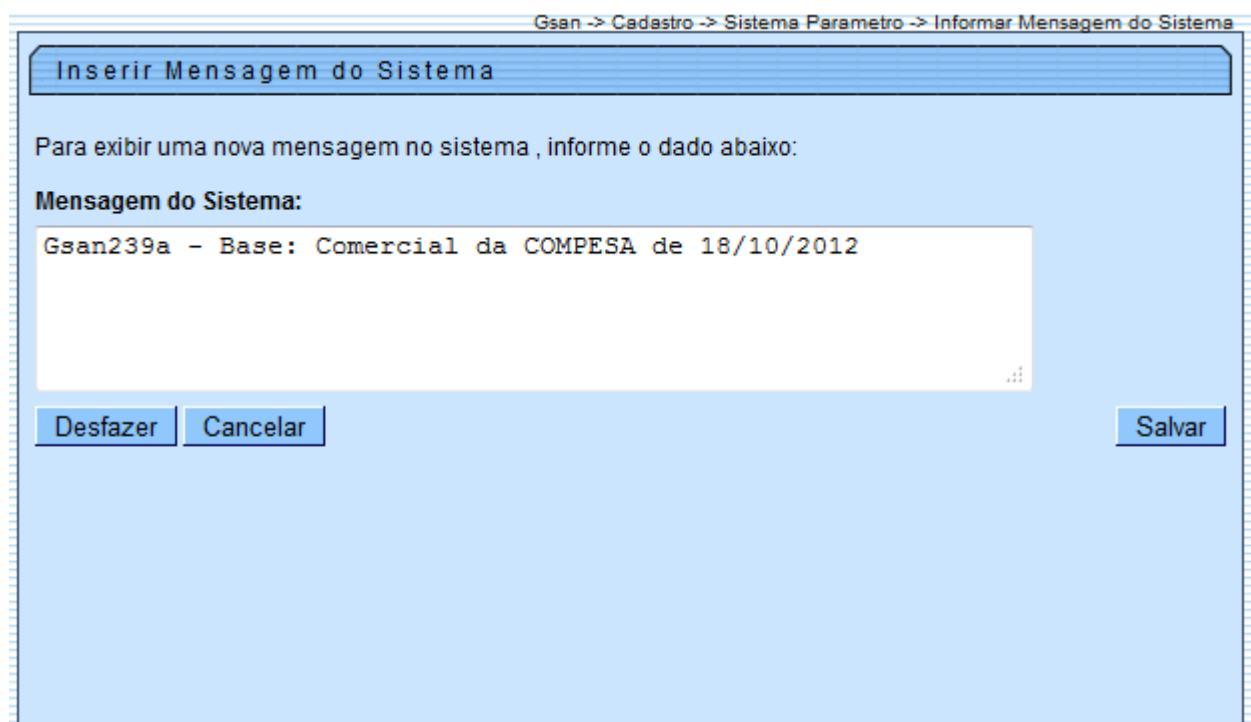 Gsan -> Cadastro -> Sistema Parametro -> Informar Mensagem do Sistema
Inserir Mensagem do Sistema
Para exibir uma nova mensagem no sistema , informe o dado abaixo:
Mensagem do Sistema:
Gsan239a - Base: Comercial da COMPESA de 18/10/2012
Desfazer Cancelar Salvar